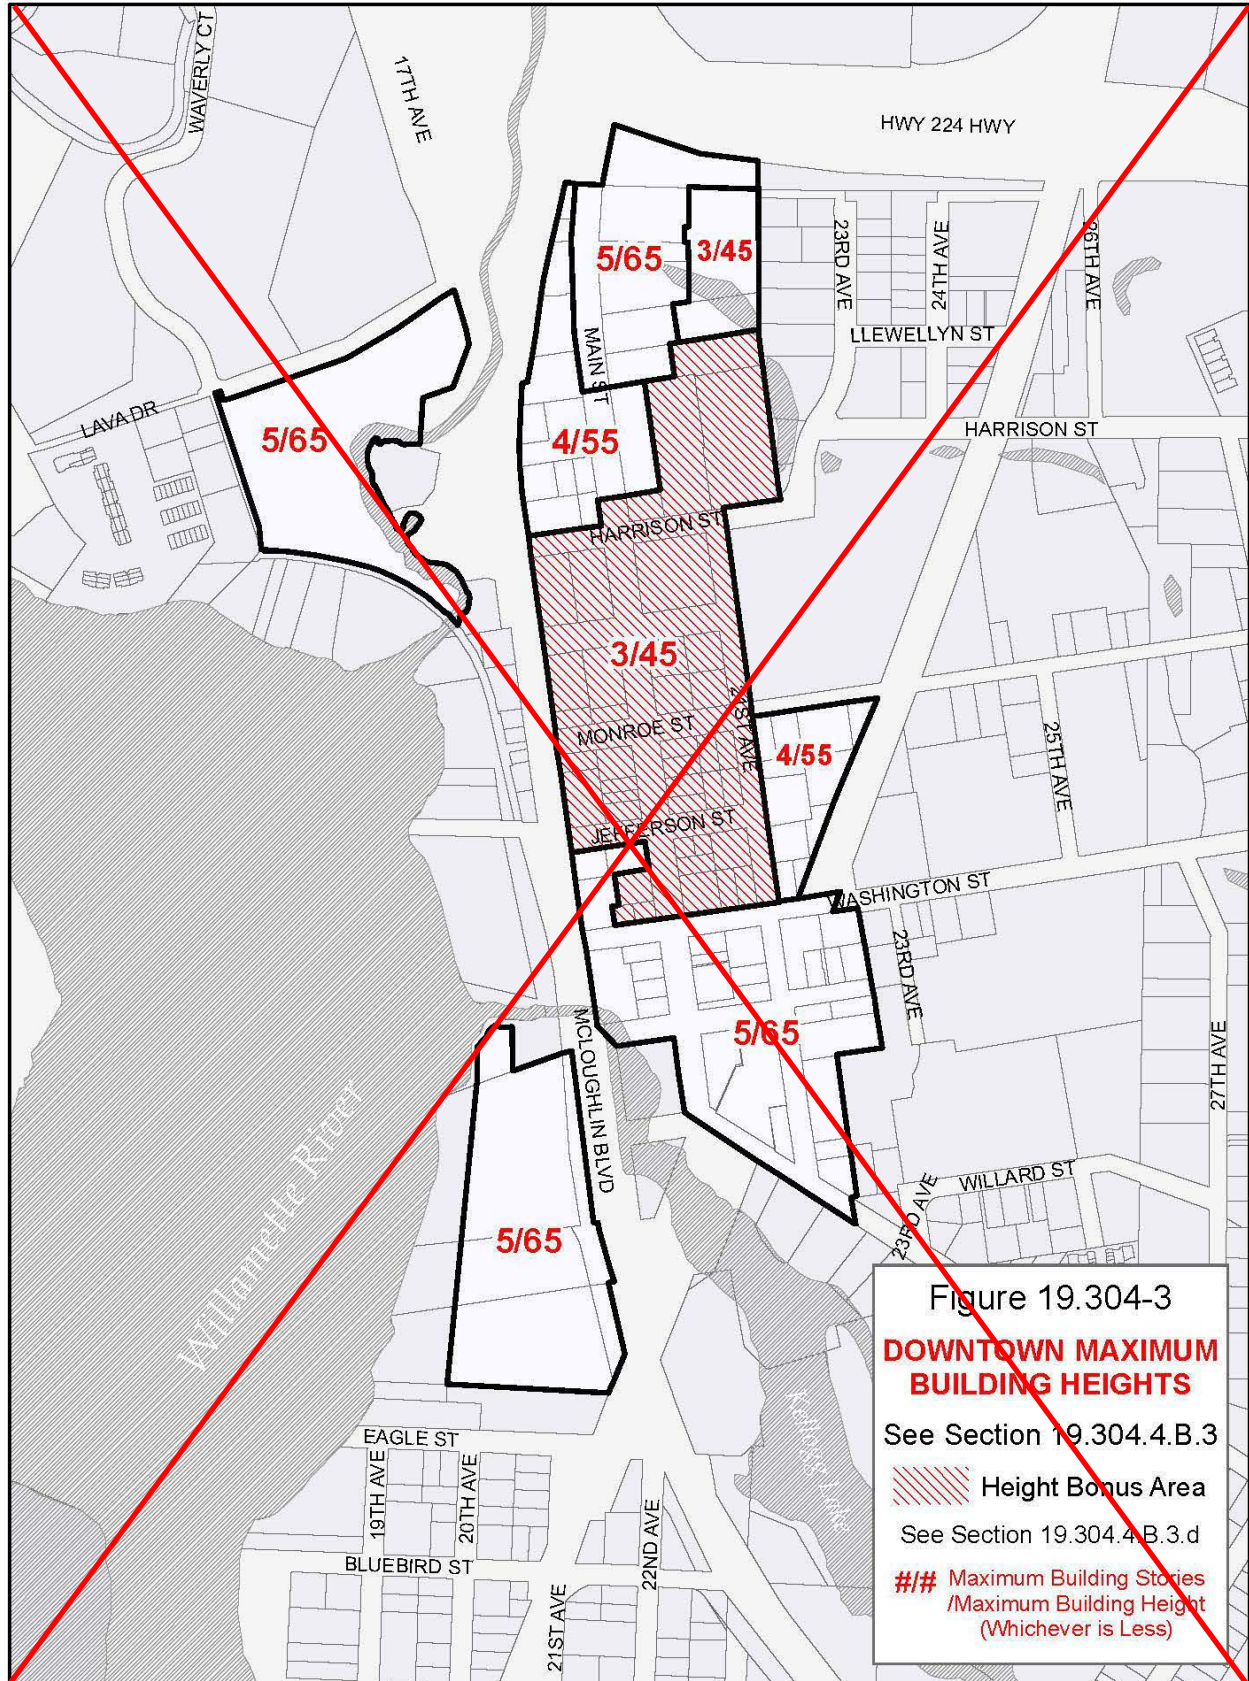 WAVERLY CT
17TH AVE
HWY 224 HWY
5/65
3/45
23RD AVE
24TH AVE
26TH AVE
LLEWELLYN ST
MAIN ST
LAVA DR
5/65
4/55
HARRISON ST
HARRISON ST
3/45
MONROE ST
21ST AVE
4/55
25TH AVE
JEFFERSON ST
WASHINGTON ST
23RD AVE
5/65
MCLOUGHLIN BLVD
27TH AVE
Willamette River
WILLARD ST
23RD AVE
5/65
Kellogg Lake
EAGLE ST
19TH AVE
20TH AVE
BLUEBIRD ST
22ND AVE
21ST AVE
Figure 19.304-3
DOWNTOWN MAXIMUM
BUILDING HEIGHTS
See Section 19.304.4.B.3
Height Bonus Area
See Section 19.304.4.B.3.d
#/# Maximum Building Stories
/Maximum Building Height
(Whichever is Less)